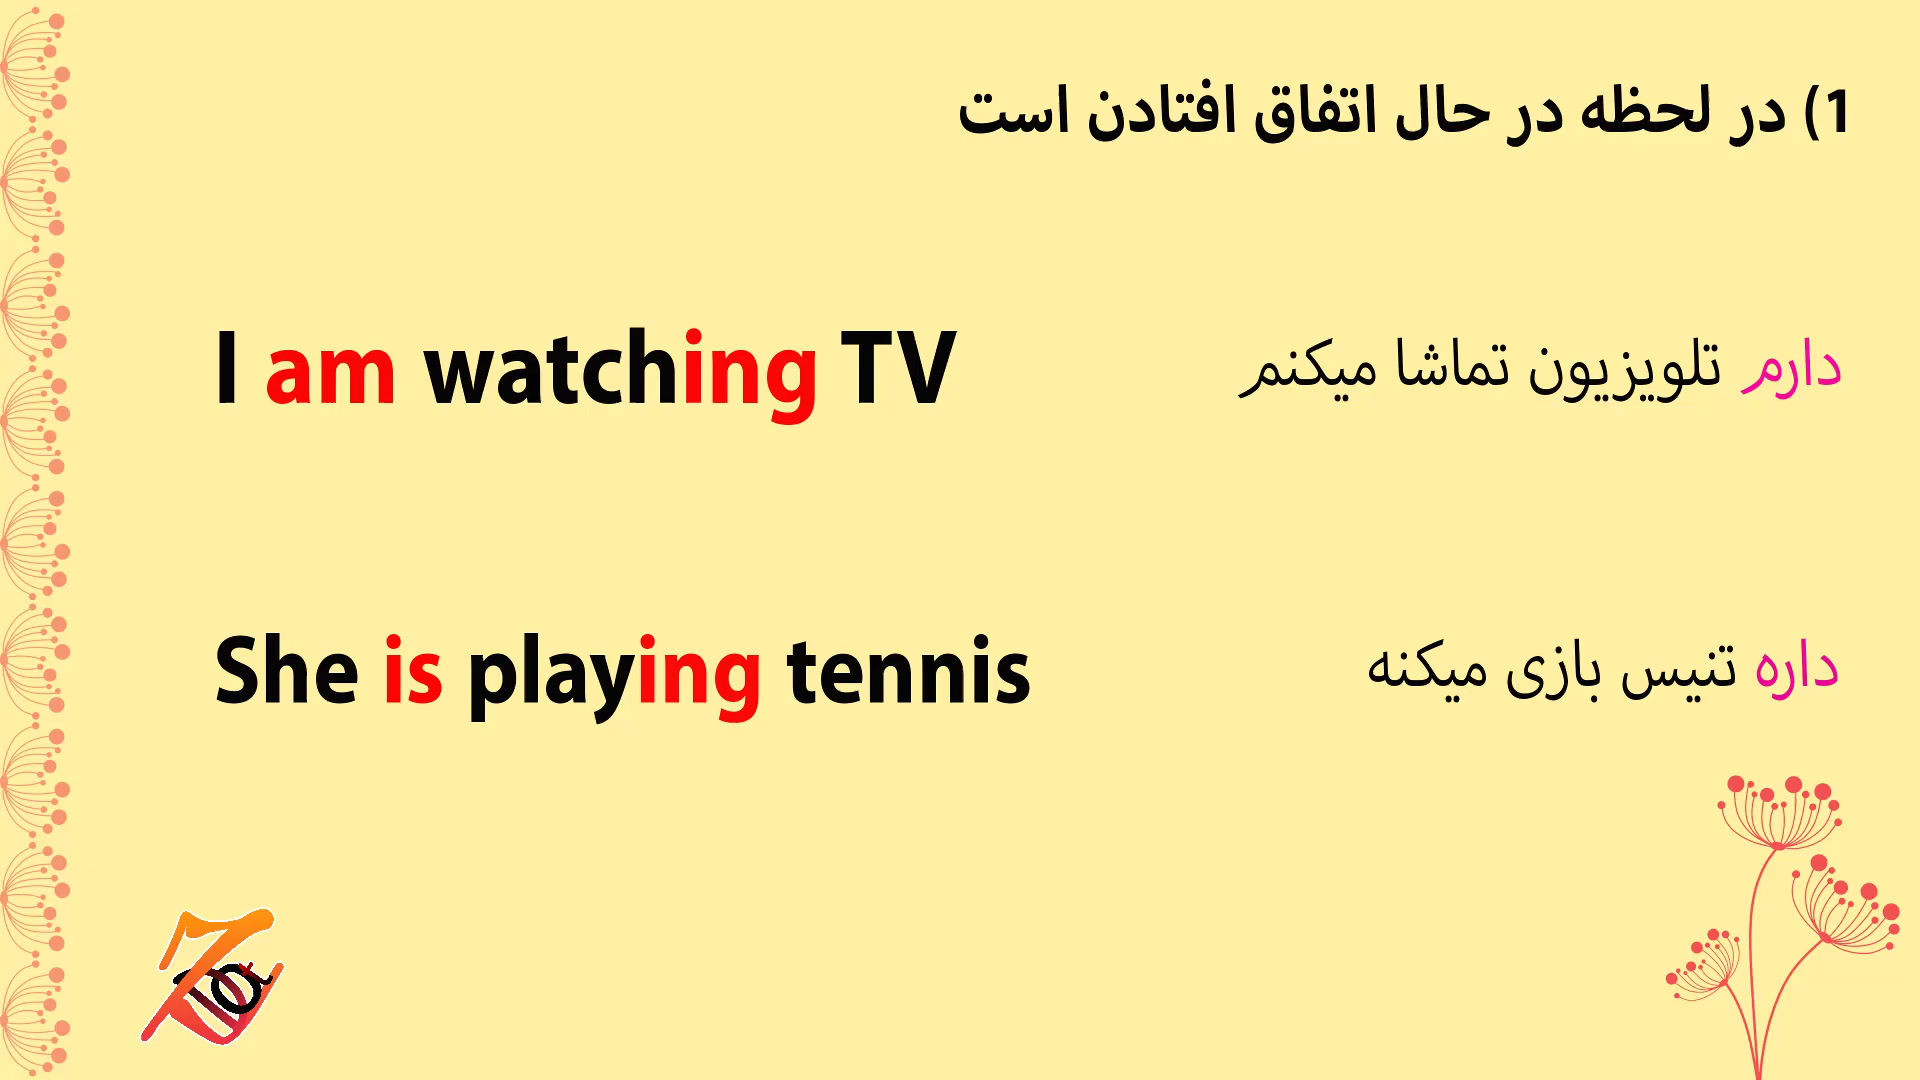 1) در لحظه در حال اتفاق افتادن است
I am watching TV
دارم تلویزیون تماشا میکنم
She is playing tennis
داره تنیس بازی میکنه